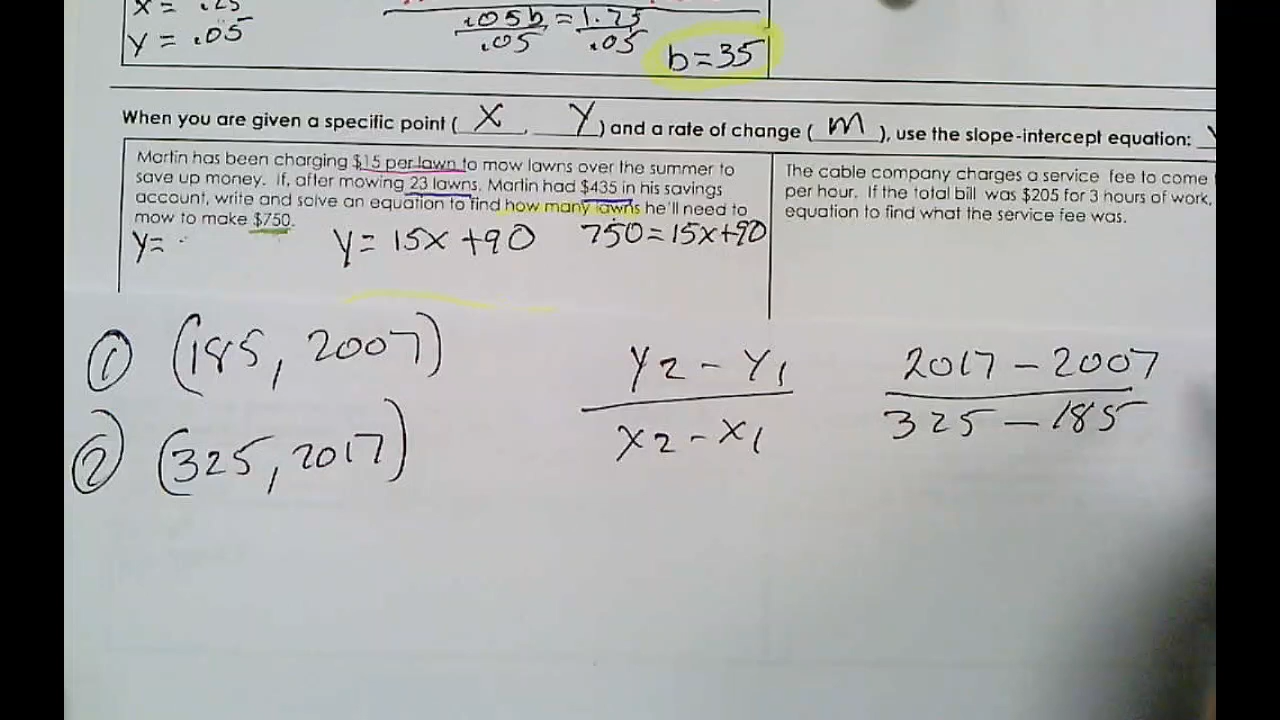 x = .25
y = .05
.05b = 1.75
.05 .05
b = 35
When you are given a specific point ( x , y ) and a rate of change ( m ), use the slope-intercept equation:
Martin has been charging $15 per lawn to mow lawns over the summer to
save up money. If, after mowing 23 lawns, Martin had $435 in his savings
account, write and solve an equation to find how many lawns he'll need to
mow to make $750.
y=
y = 15x + 90
750 = 15x + 90
The cable company charges a service fee to come
per hour. If the total bill was $205 for 3 hours of work,
equation to find what the service fee was.
① (185, 2007)
② (325, 2017)
y2 - y1
x2 - x1
2017 - 2007
325 - 185